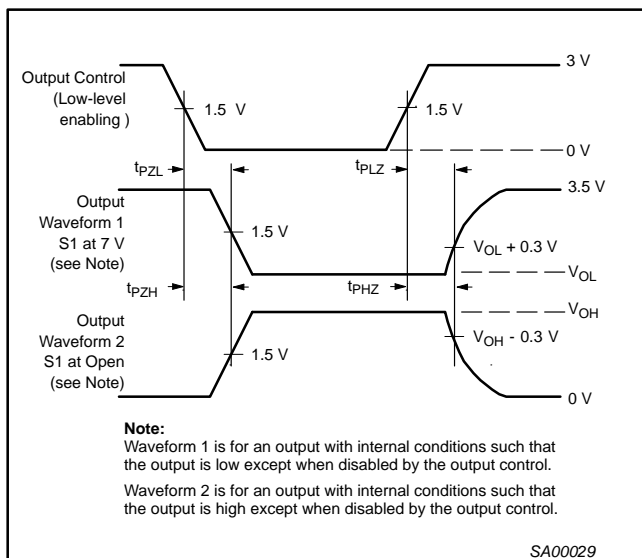 Output Control
(Low-level
enabling )
1.5 V
1.5 V
3 V
0 V
tPZL
tPLZ
Output
Waveform 1
S1 at 7 V
(see Note)
1.5 V
3.5 V
VOL + 0.3 V
VOL
tPZH
tPHZ
Output
Waveform 2
S1 at Open
(see Note)
1.5 V
VOH
VOH - 0.3 V
0 V
Note:
Waveform 1 is for an output with internal conditions such that
the output is low except when disabled by the output control.
Waveform 2 is for an output with internal conditions such that
the output is high except when disabled by the output control.
SA00029